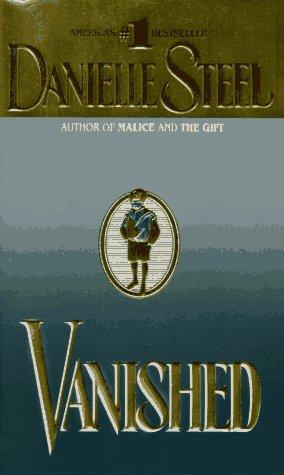 AMERICA'S #1 BESTSELLER
DANIELLE STEEL
AUTHOR OF MALICE AND THE GIFT
VANISHED